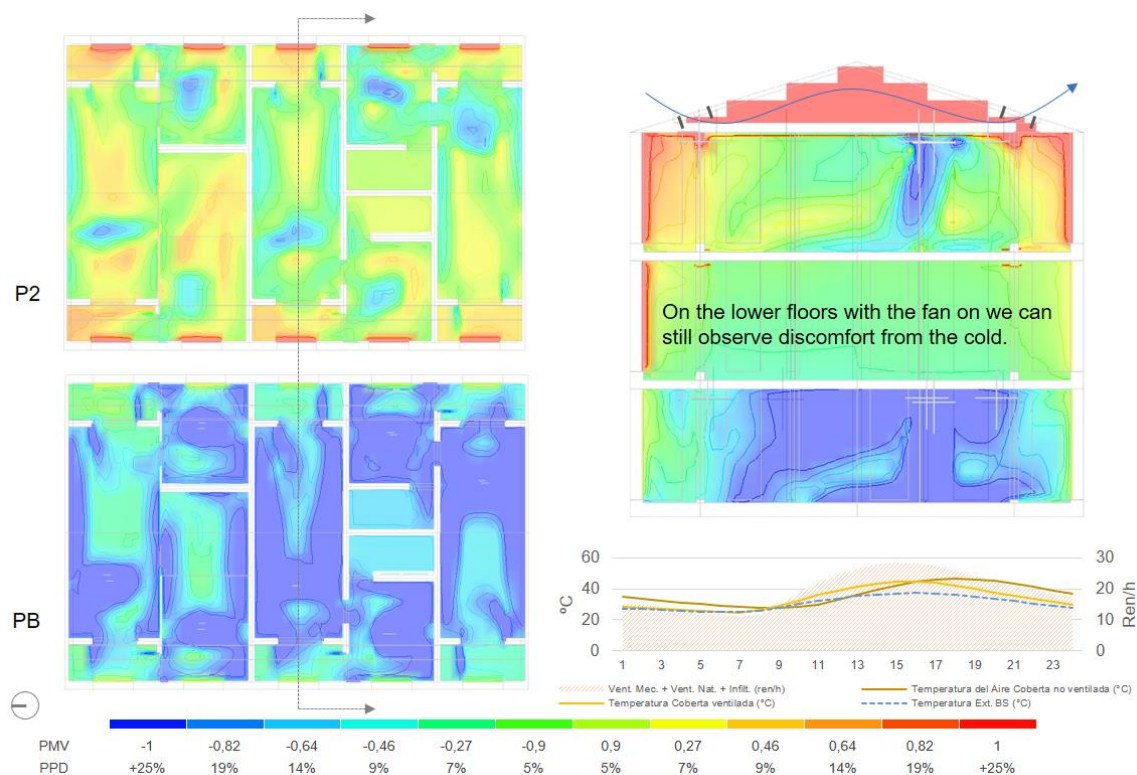 P2
On the lower floors with the fan on we can
still observe discomfort from the cold.
PB
60 30
40 20
20 10
0 0
ºC
Ren/h
1 3 5 7 9 11 13 15 17 19 21 23
Vent. Mec. + Vent. Nat. + Infilt. (ren/h) Temperatura del Aire Coberta no ventilada (°C)
Temperatura Coberta ventilada (°C) Temperatura Ext. BS (°C)
PMV -1 -0,82 -0,64 -0,46 -0,27 -0,9 0,9 0,27 0,46 0,64 0,82 1
PPD +25% 19% 14% 9% 7% 5% 5% 7% 9% 14% 19% +25%